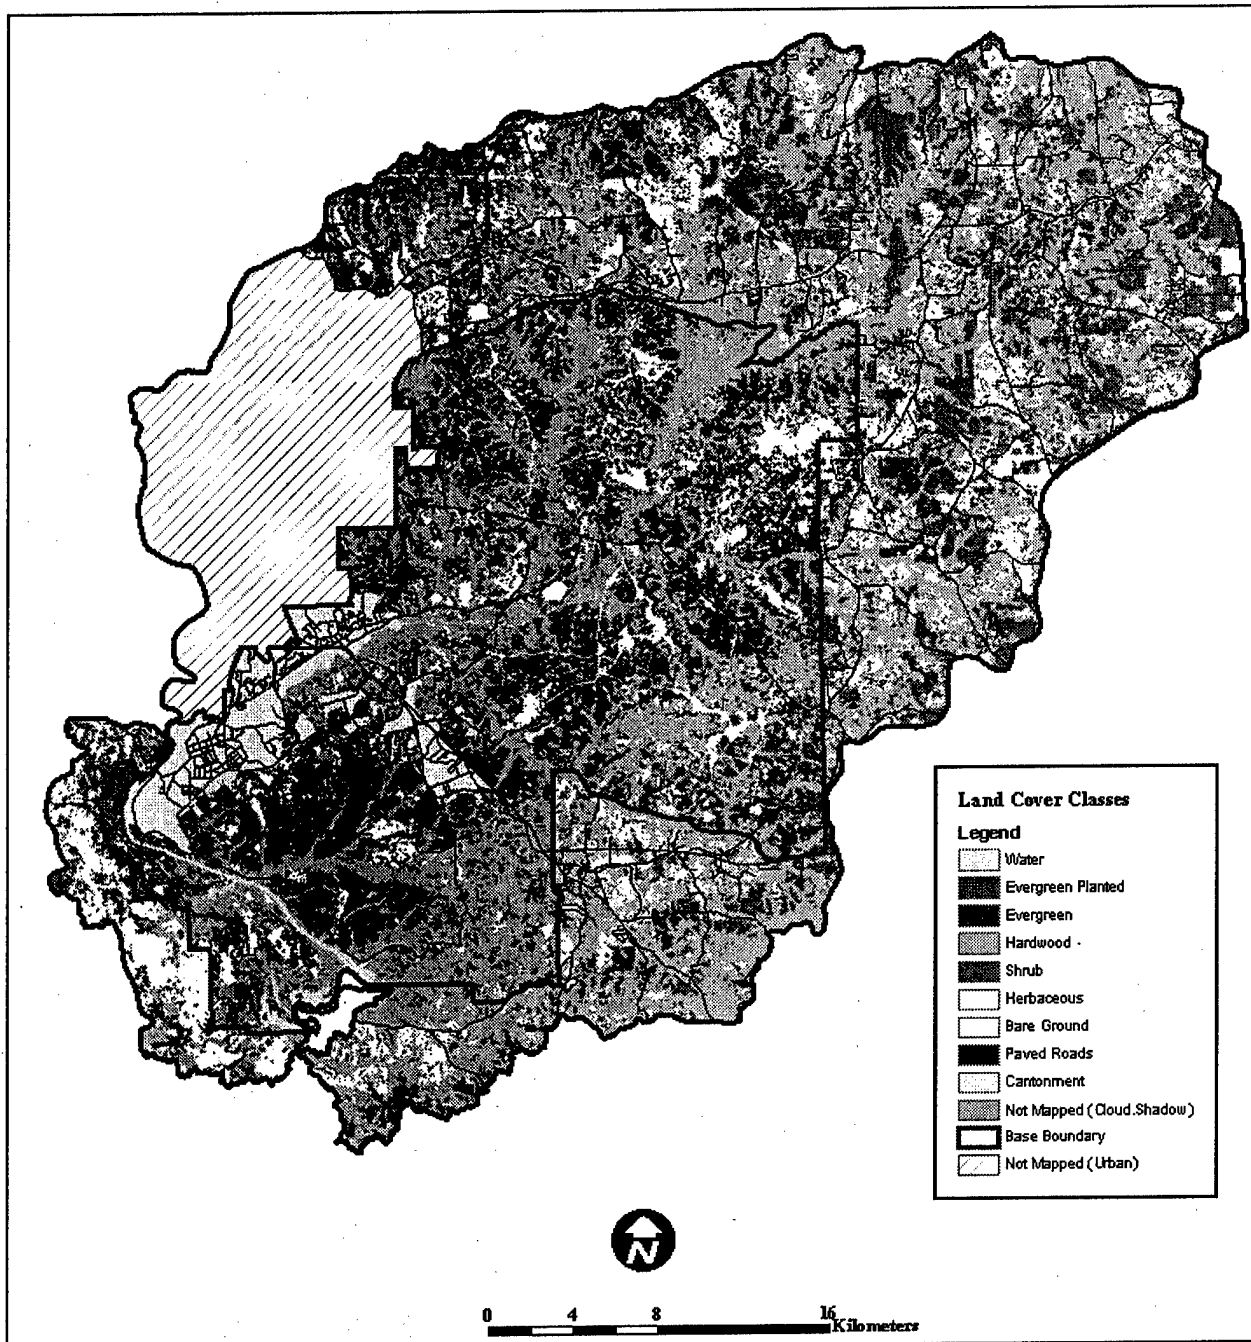 Land Cover Classes
Legend
Water
Evergreen Planted
Evergreen
Hardwood
Shrub
Herbaceous
Bare Ground
Paved Roads
Cantonment
Not Mapped (Cloud.Shadow)
Base Boundary
Not Mapped (Urban)
N
0 4 8 16
Kilometers